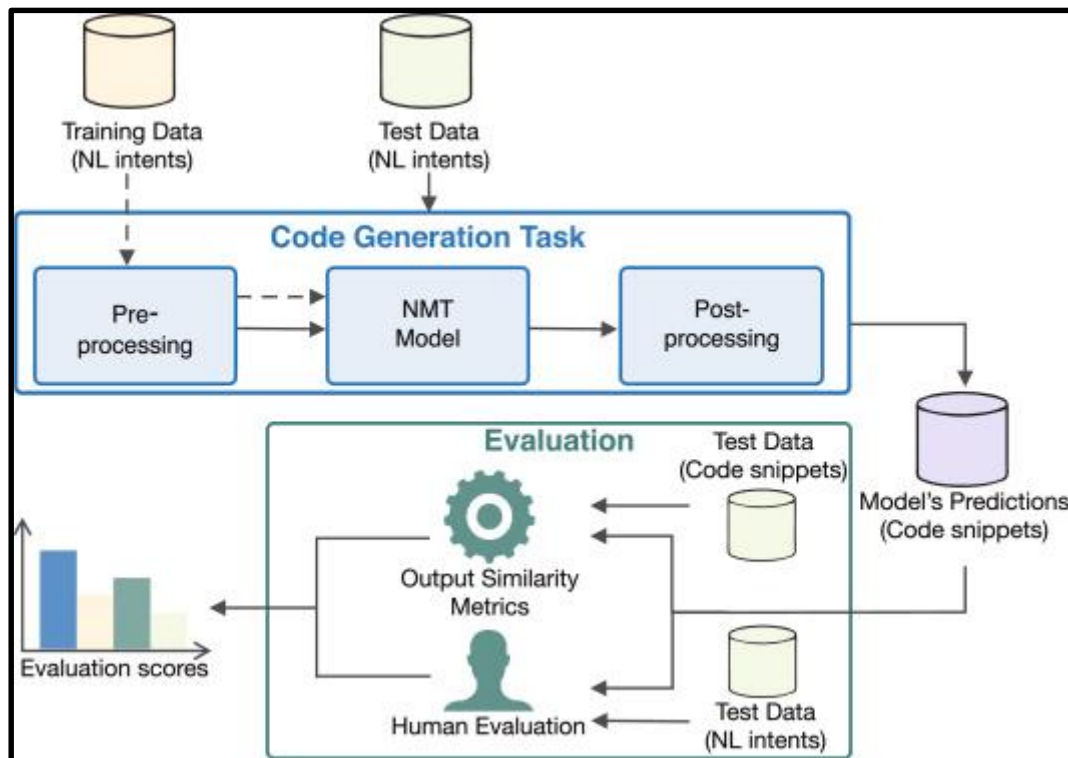 Training Data
(NL intents)
Test Data
(NL intents)
Code Generation Task
Pre-
processing
NMT
Model
Post-
processing
Evaluation
Test Data
(Code snippets)
Model's Predictions
(Code snippets)
Output Similarity
Metrics
Evaluation scores
Human Evaluation
Test Data
(NL intents)